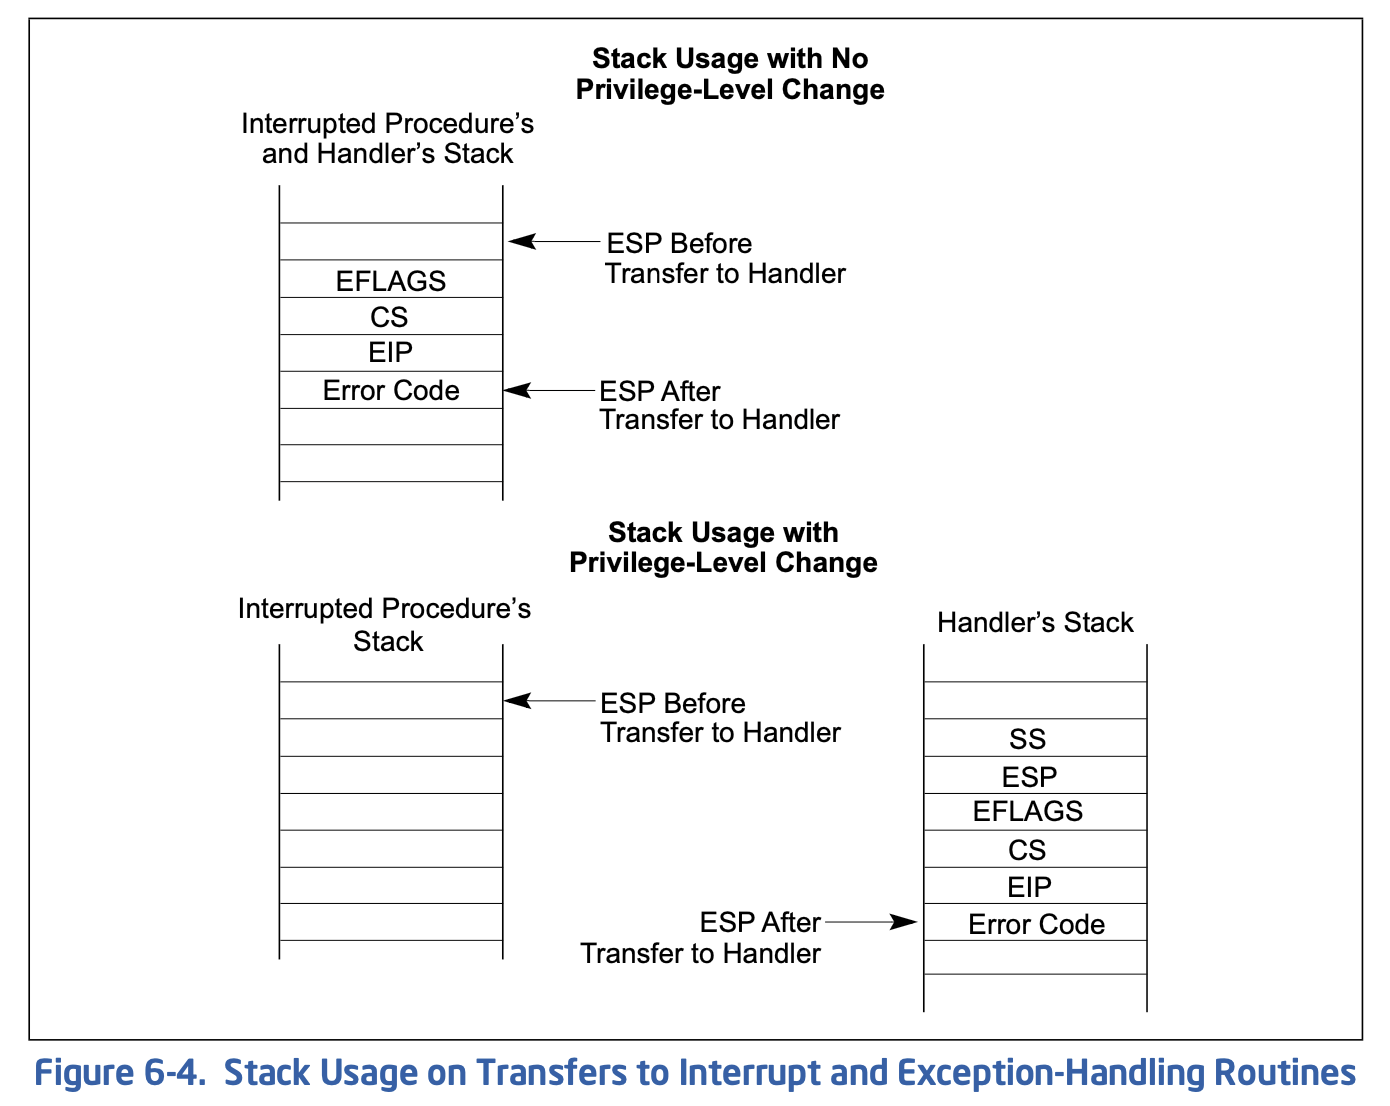 Stack Usage with No
Privilege-Level Change
Interrupted Procedure's
and Handler's Stack
ESP Before
Transfer to Handler
EFLAGS
CS
EIP
Error Code
ESP After
Transfer to Handler
Stack Usage with
Privilege-Level Change
Interrupted Procedure's
Stack
ESP Before
Transfer to Handler
Handler's Stack
SS
ESP
EFLAGS
CS
EIP
Error Code
ESP After
Transfer to Handler
Figure 6-4. Stack Usage on Transfers to Interrupt and Exception-Handling Routines